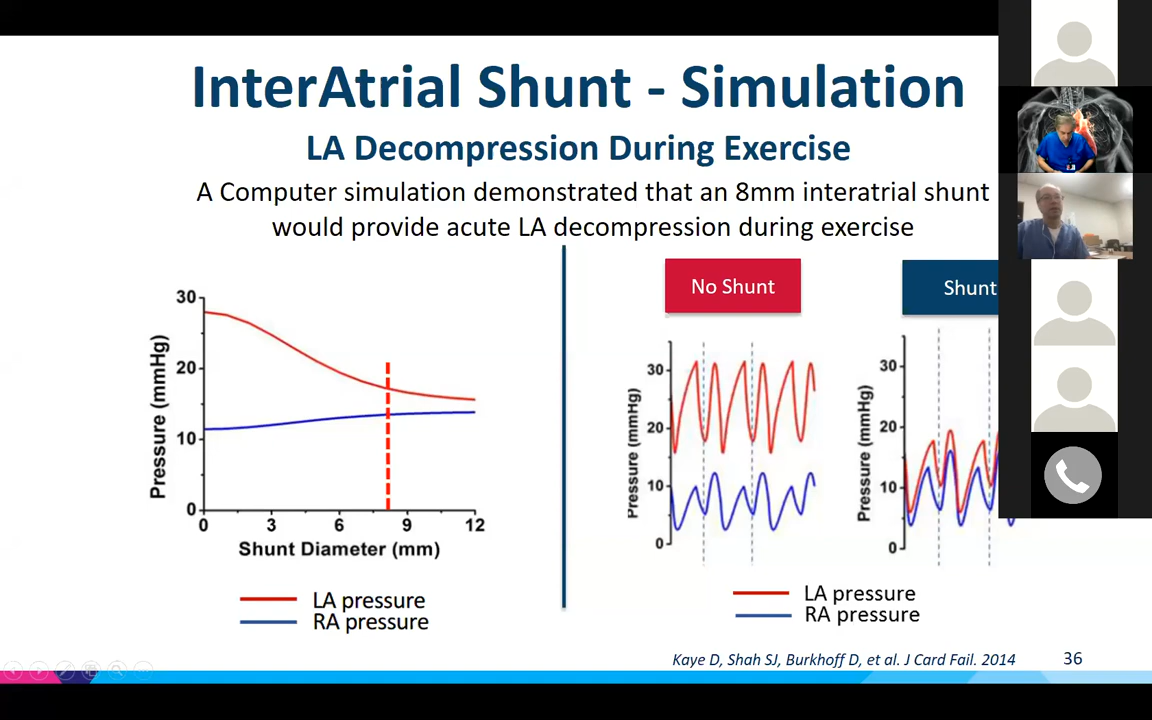 InterAtrial Shunt - Simulation
LA Decompression During Exercise
A Computer simulation demonstrated that an 8mm interatrial shunt
would provide acute LA decompression during exercise
30
20
10
0
0 3 6 9 12
Pressure (mmHg)
Shunt Diameter (mm)
LA pressure
RA pressure
No Shunt
30
20
10
0
Pressure (mmHg)
Shunt
30
20
10
0
Pressure (mmHg)
LA pressure
RA pressure
Kaye D, Shah SJ, Burkhoff D, et al. J Card Fail. 2014
36